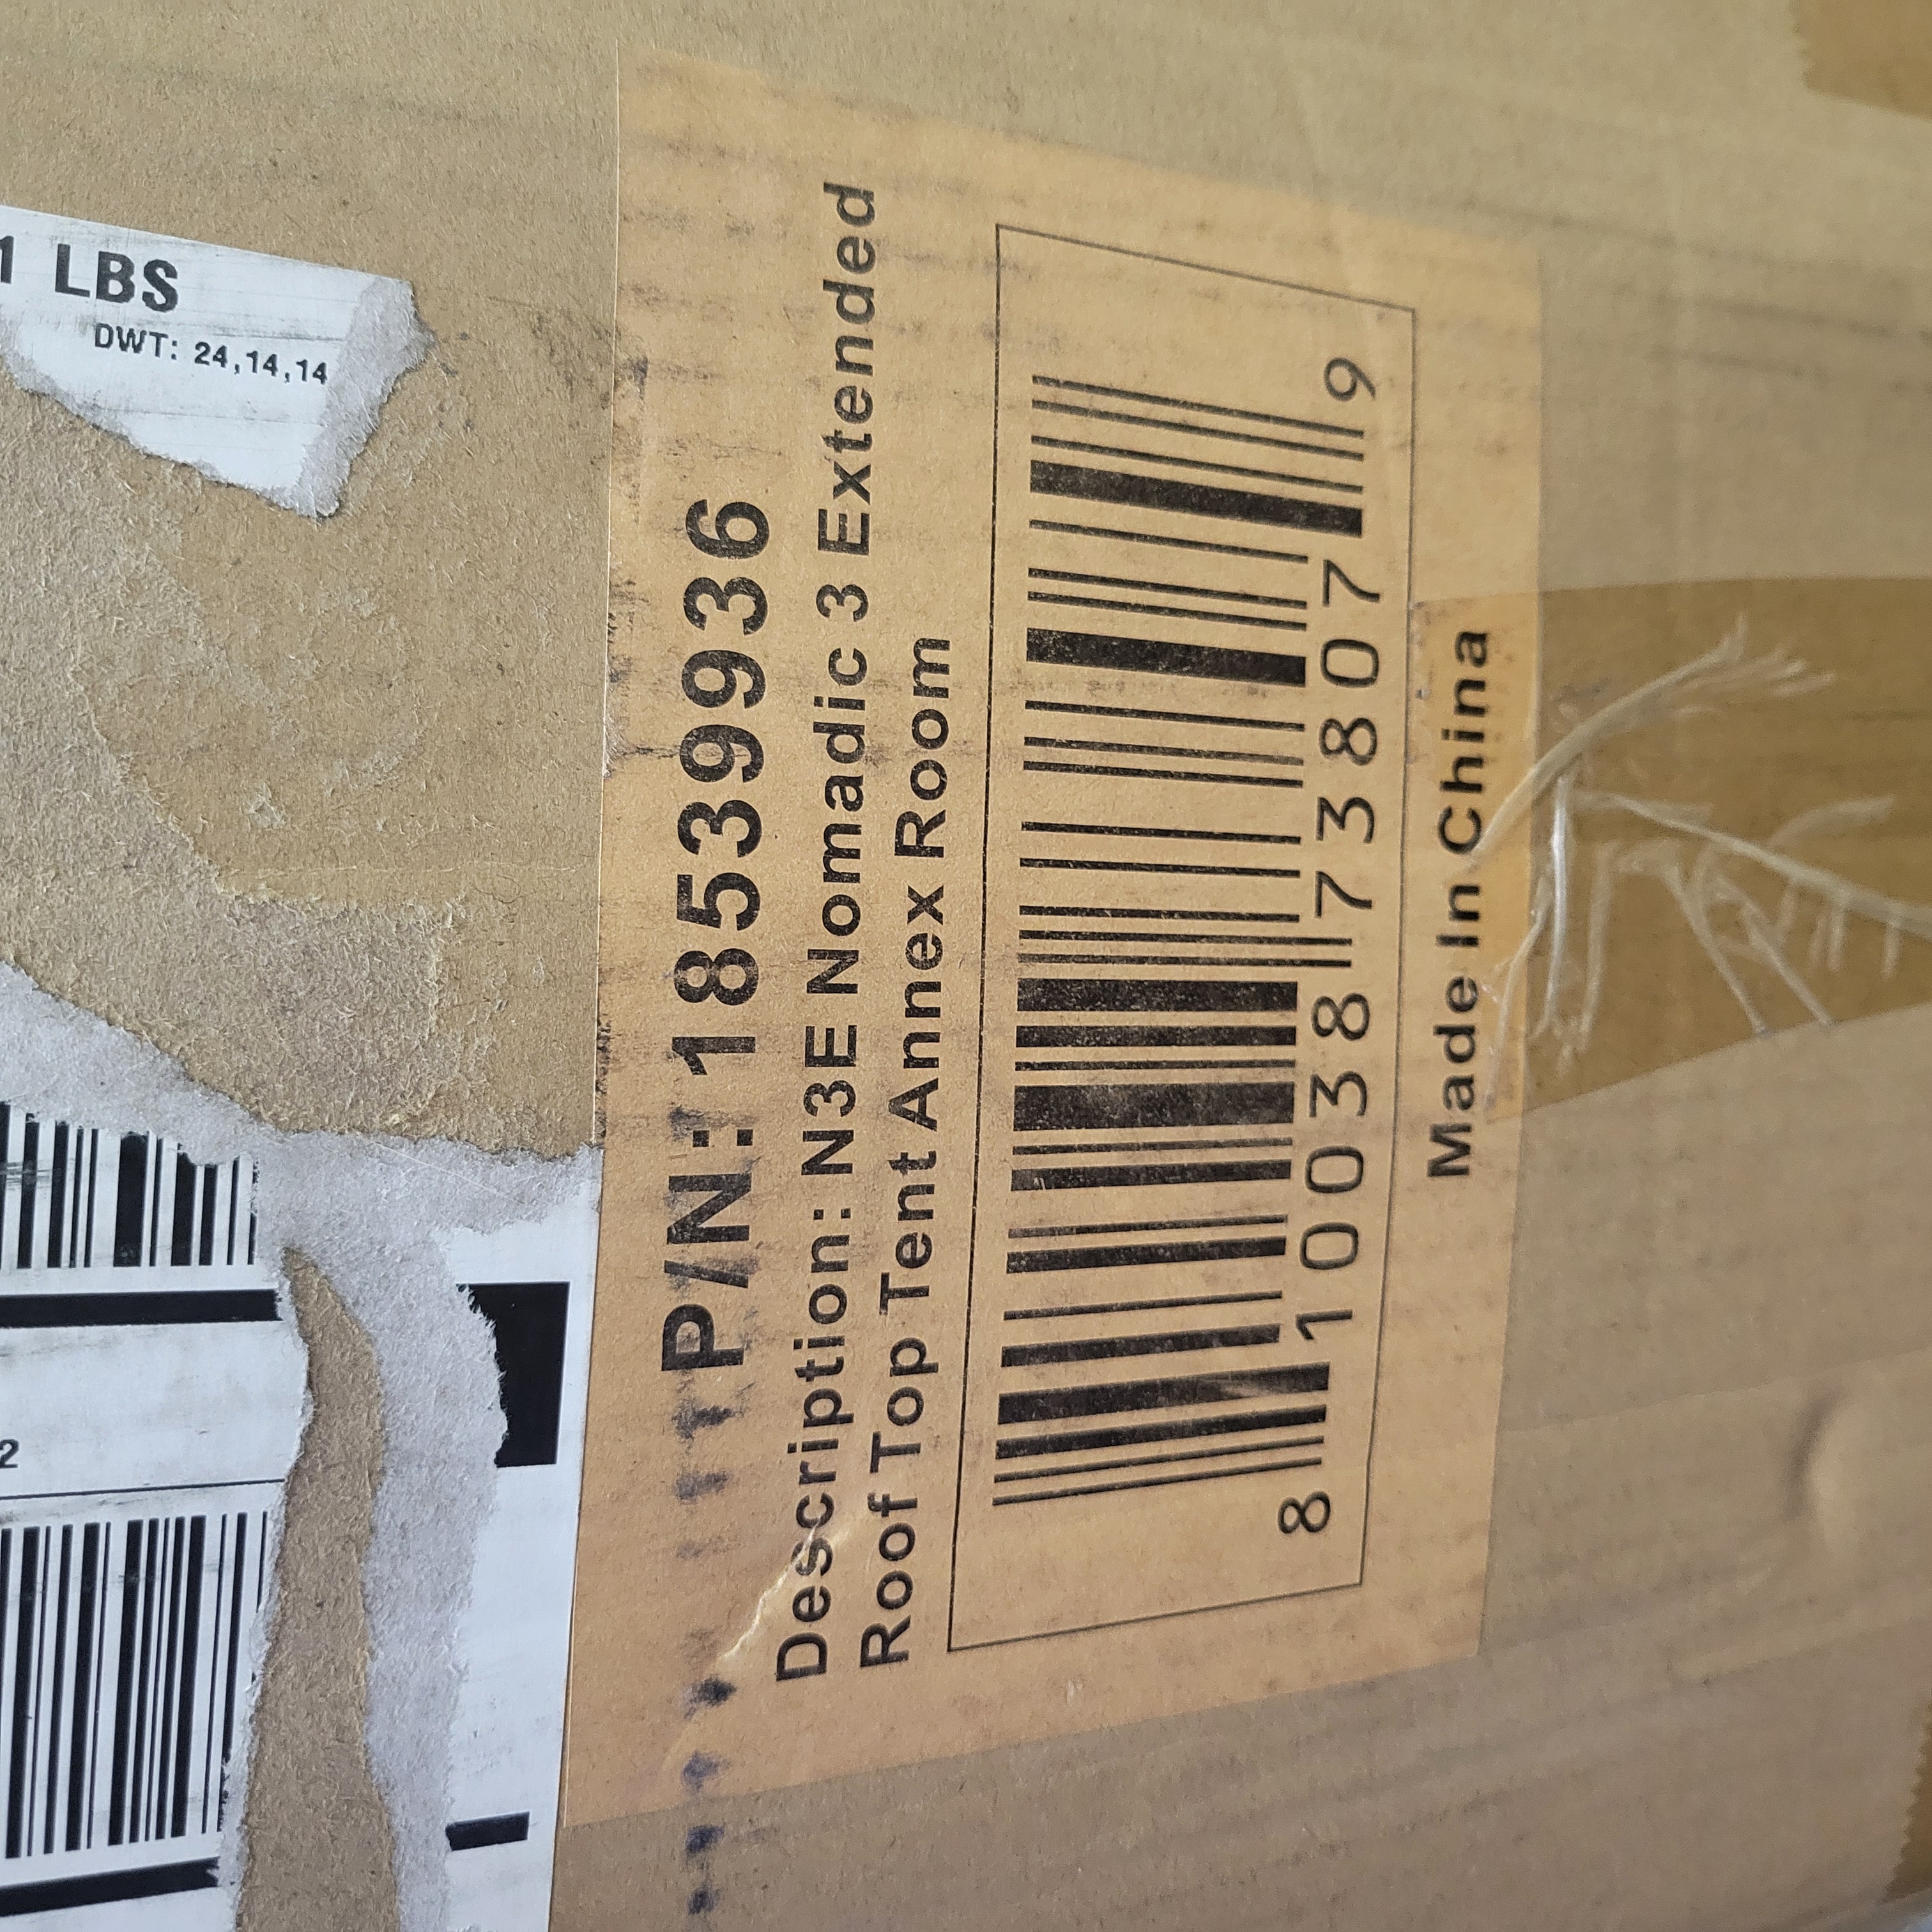 1 LBS
DWT: 24,14,14
2
P/N: 18539936
Description: N3E Nomadic 3 Extended
Roof Top Tent Annex Room
8 10038 73807 9
Made In China